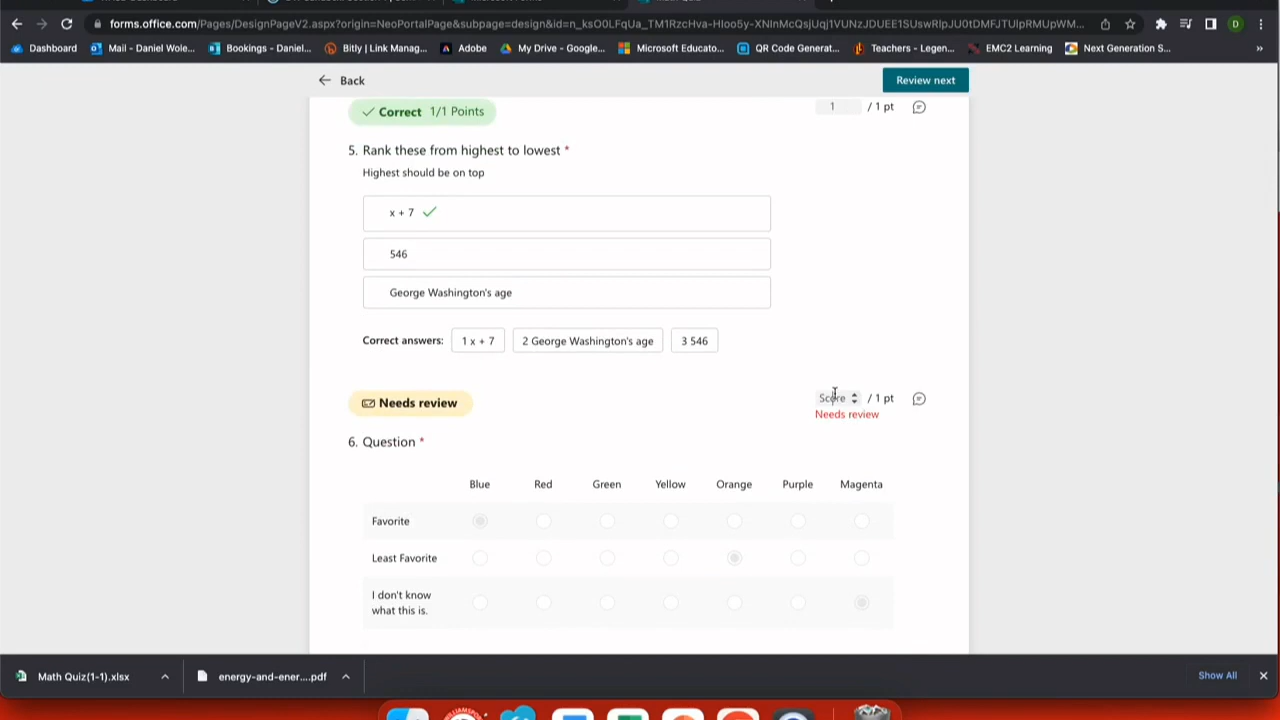 forms.office.com/Pages/DesignPageV2.aspx?origin=NeoPortalPage&subpage=design&id=n_ksO0LFqUa_TM1RzcHva-HIoo5y-XNInMcQsjUqj1VUNzJDUEE1SUswRlpJU0tDMFJTUlpRMUpWM...
D
Dashboard
Mail - Daniel Wole...
Bookings - Daniel...
Bitly | Link Manag...
Adobe
My Drive - Google...
Microsoft Educato...
QR Code Generat...
Teachers - Legen...
EMC2 Learning
Next Generation S...
»
Back
Review next
Correct 1/1 Points
1 / 1 pt
5. Rank these from highest to lowest *
Highest should be on top
x + 7
546
George Washington's age
Correct answers: 1 x + 7 2 George Washington's age 3 546
Needs review
Score / 1 pt
Needs review
6. Question *
Blue Red Green Yellow Orange Purple Magenta
Favorite
Least Favorite
I don't know
what this is.
Math Quiz(1-1).xlsx
energy-and-ener....pdf
Show All